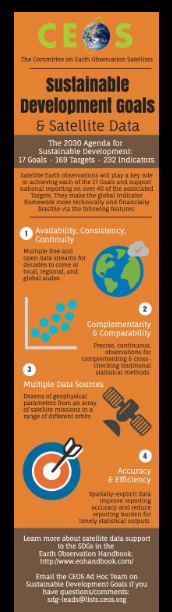 CEOS
The Committee on Earth Observation Satellites
Sustainable
Development Goals
& Satellite Data
The 2030 Agenda for
Sustainable Development:
17 Goals - 169 Targets - 232 Indicators
Satellite Earth observations will play a key role
in achieving each of the 17 Goals and support
national reporting on over 40 of the associated
Targets. They make the global indicator
framework more technically and financially
feasible via the following features:
1 Availability, Consistency,
Continuity
Multiple free and
open data streams for
decades to come at
local, regional, and
global scales
2
Complementarity
& Comparability
Precise, continuous,
observations for
complementing & cross-
checking traditional
statistical methods
3
Multiple Data Sources
Dozens of geophysical
parameters from an array
of satellite missions in a
range of different orbits
4
Accuracy
& Efficiency
Spatially-explicit data
improve reporting
accuracy and reduce
reporting burden for
timely statistical outputs
Learn more about satellite data support
to the SDGs in the
Earth Observation Handbook:
http://www.eohandbook.com/
Email the CEOS Ad Hoc Team on
Sustainable Development Goals if you
have questions/comments:
sdg-leads@lists.ceos.org